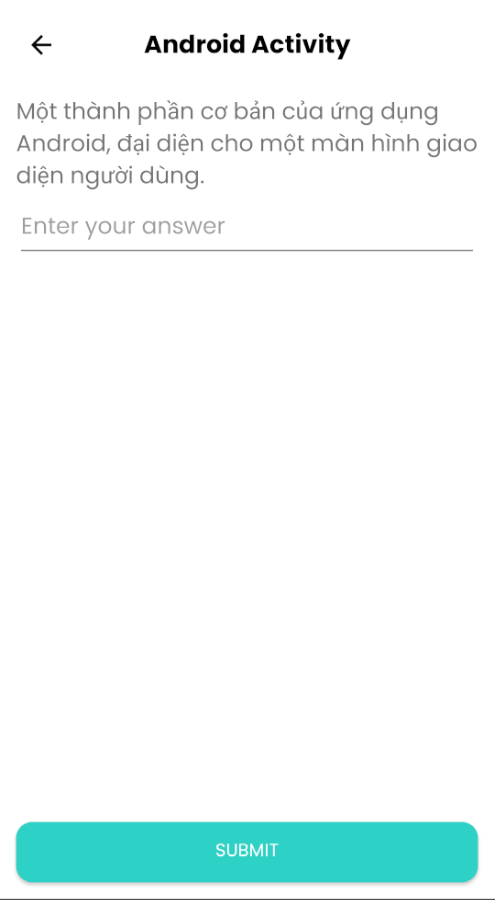 Android Activity
Một thành phần cơ bản của ứng dụng
Android, đại diện cho một màn hình giao
diện người dùng.
Enter your answer
SUBMIT